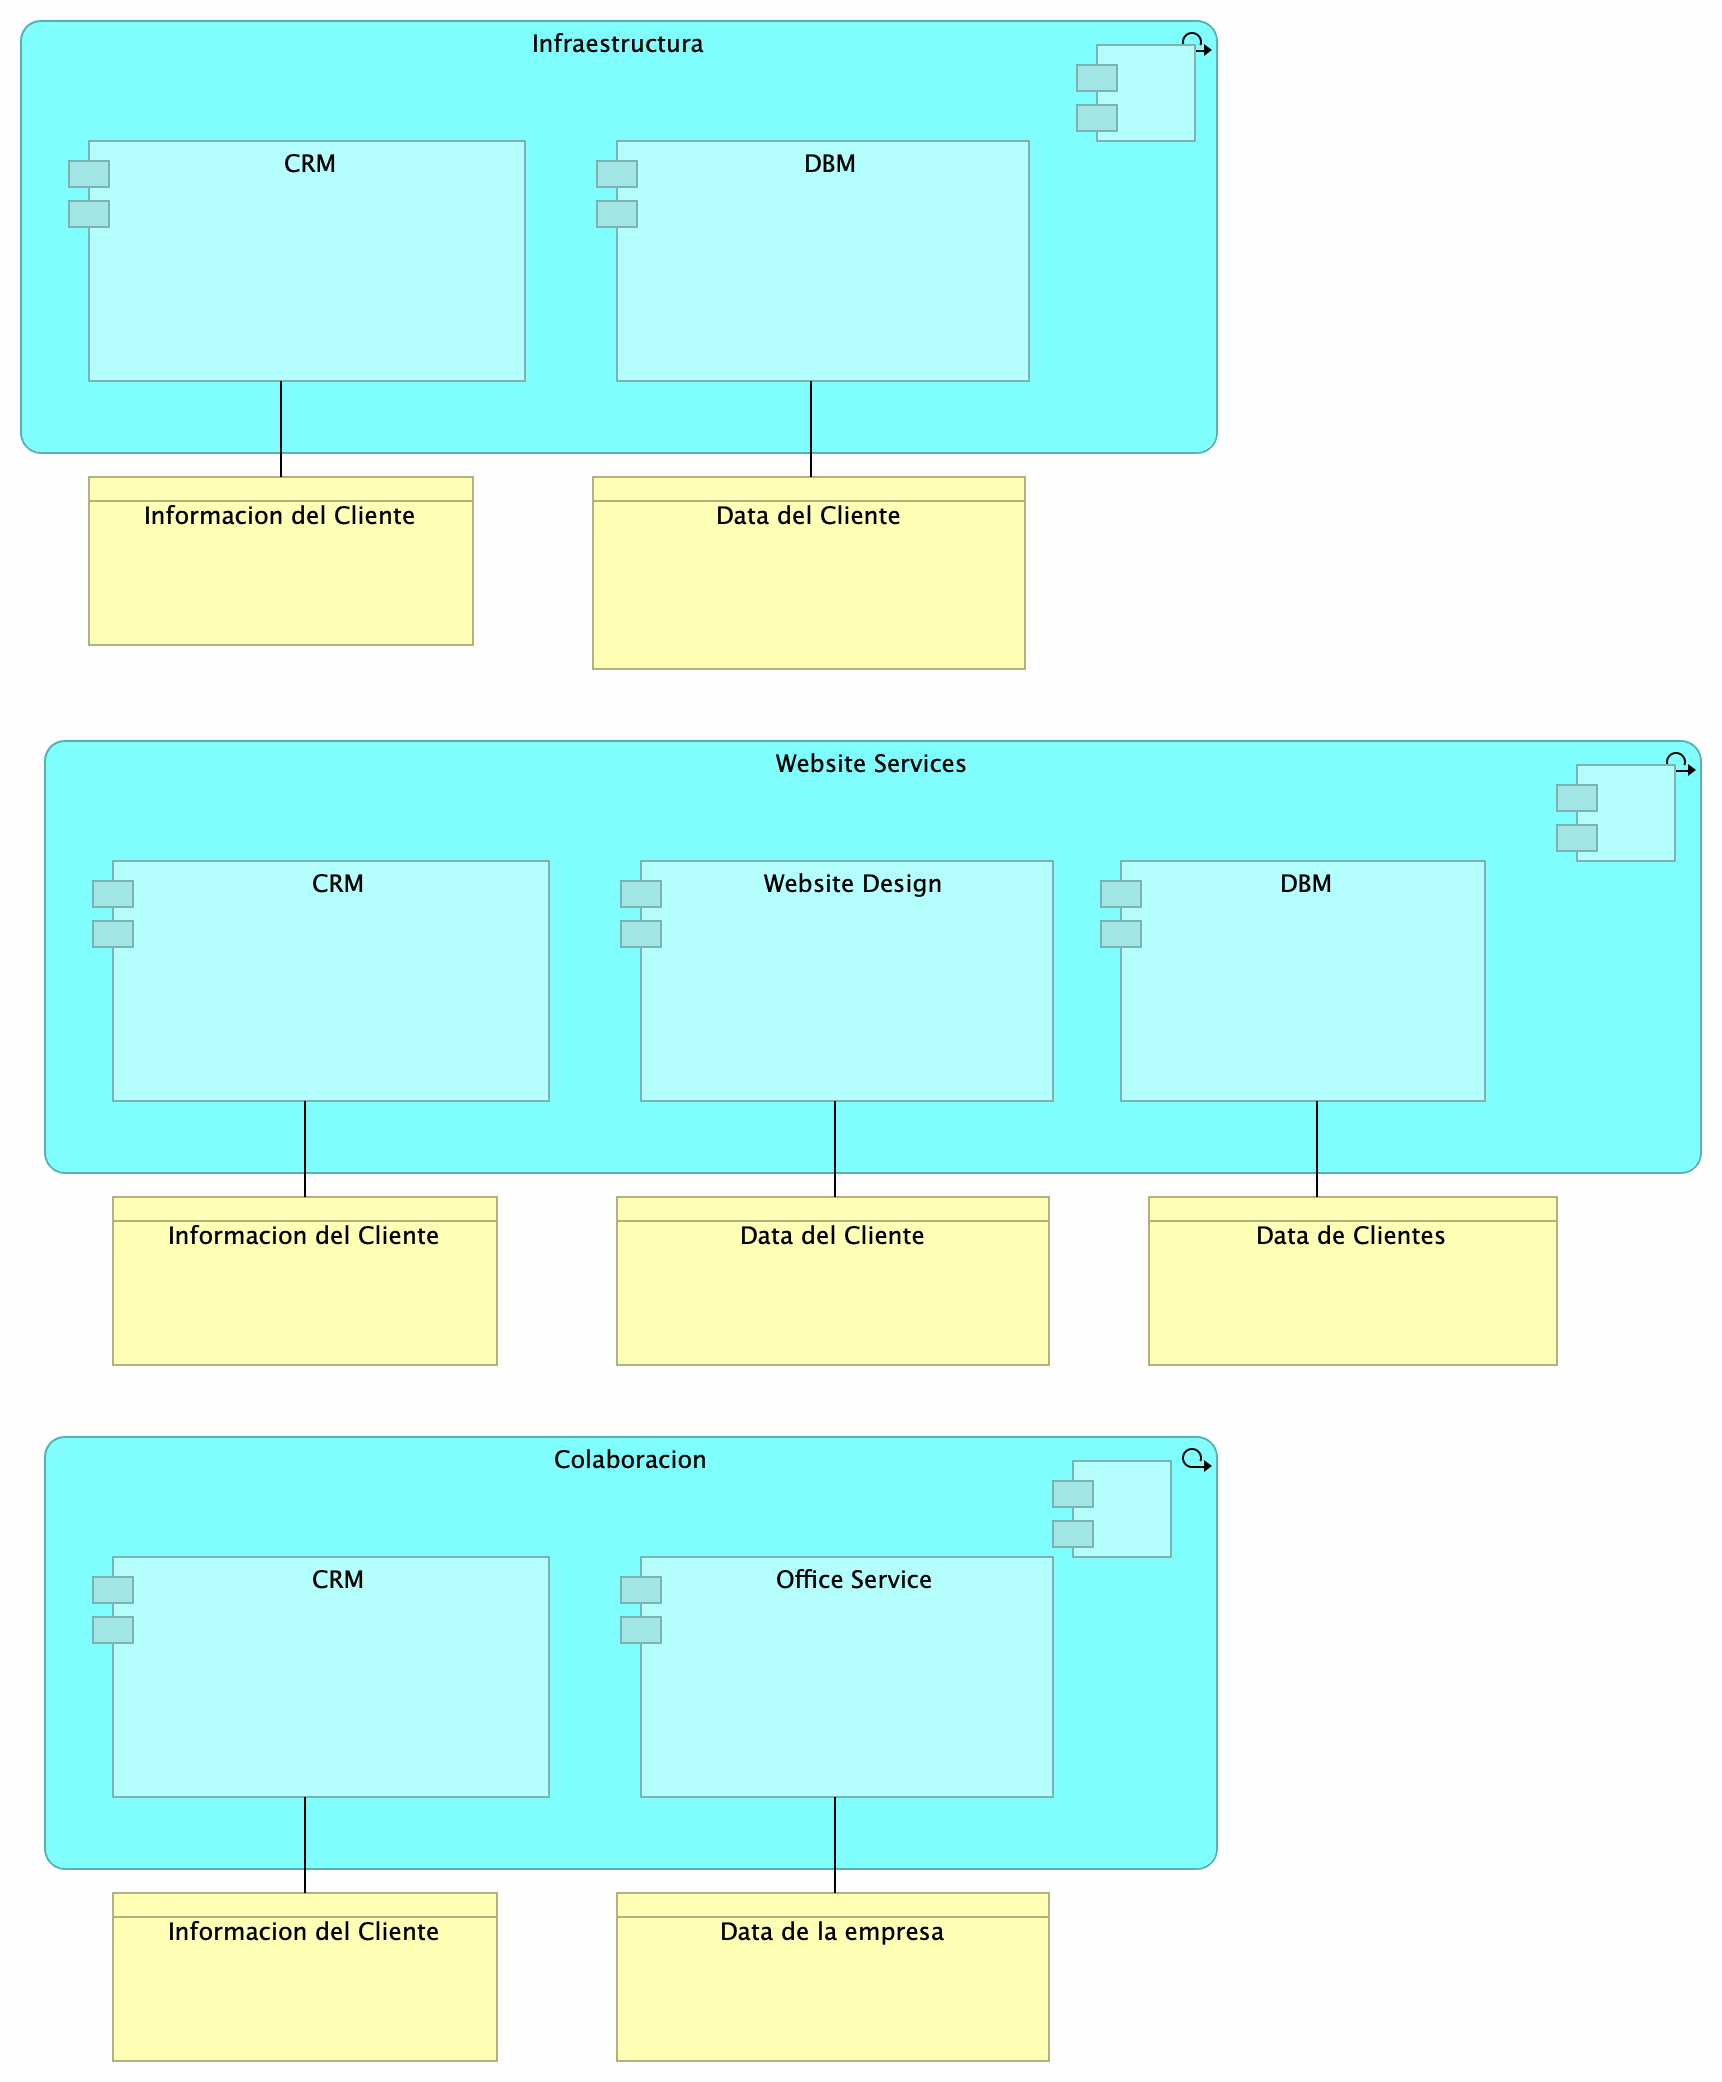 Infraestructura
CRM
DBM
Informacion del Cliente
Data del Cliente
Website Services
CRM
Website Design
DBM
Informacion del Cliente
Data del Cliente
Data de Clientes
Colaboracion
CRM
Office Service
Informacion del Cliente
Data de la empresa